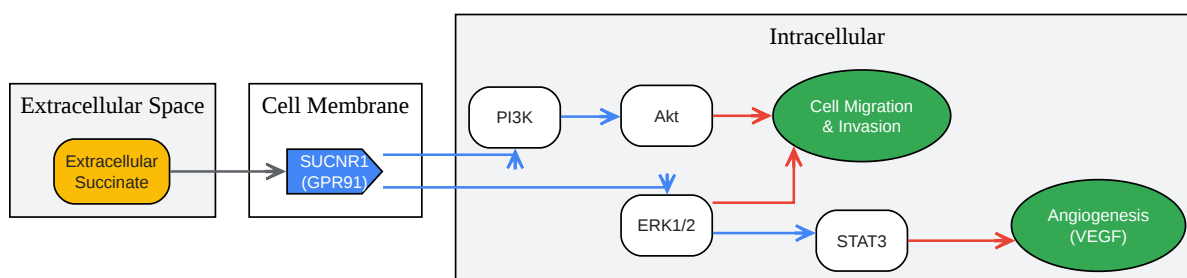 Extracellular Space
Extracellular
Succinate
Cell Membrane
SUCNR1
(GPR91)
Intracellular
PI3K
Akt
Cell Migration
& Invasion
ERK1/2
STAT3
Angiogenesis
(VEGF)